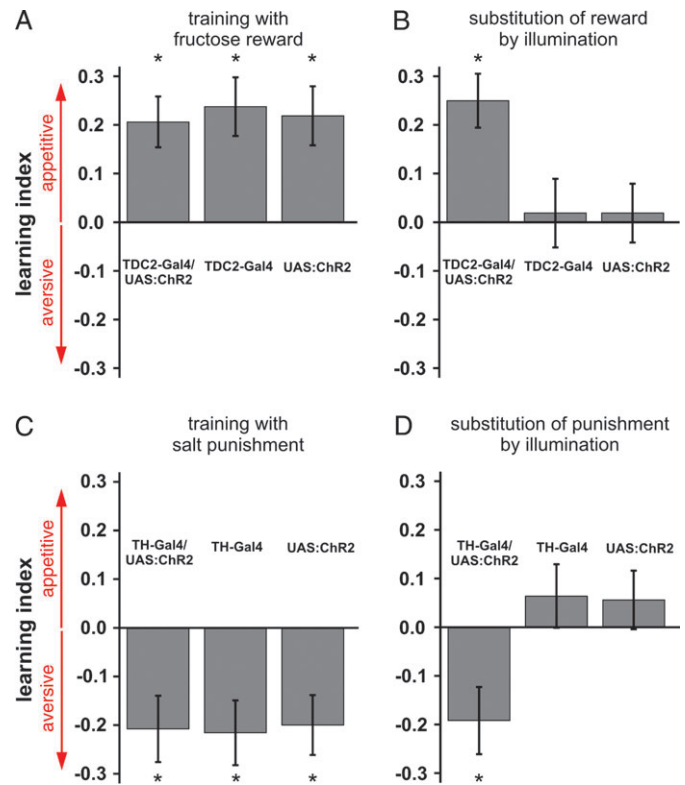 A
training with
fructose reward
* * *
learning index
appetitive
aversive
0.3
0.2
0.1
0.0
-0.1
-0.2
-0.3
TDC2-Gal4/
UAS:ChR2
TDC2-Gal4
UAS:ChR2
B
substitution of reward
by illumination
*
0.3
0.2
0.1
0.0
-0.1
-0.2
-0.3
TDC2-Gal4/
UAS:ChR2
TDC2-Gal4
UAS:ChR2
C
training with
salt punishment
learning index
appetitive
aversive
0.3
0.2
0.1
0.0
-0.1
-0.2
-0.3
TH-Gal4/
UAS:ChR2
TH-Gal4
UAS:ChR2
* * *
D
substitution of punishment
by illumination
0.3
0.2
0.1
0.0
-0.1
-0.2
-0.3
TH-Gal4/
UAS:ChR2
TH-Gal4
UAS:ChR2
*